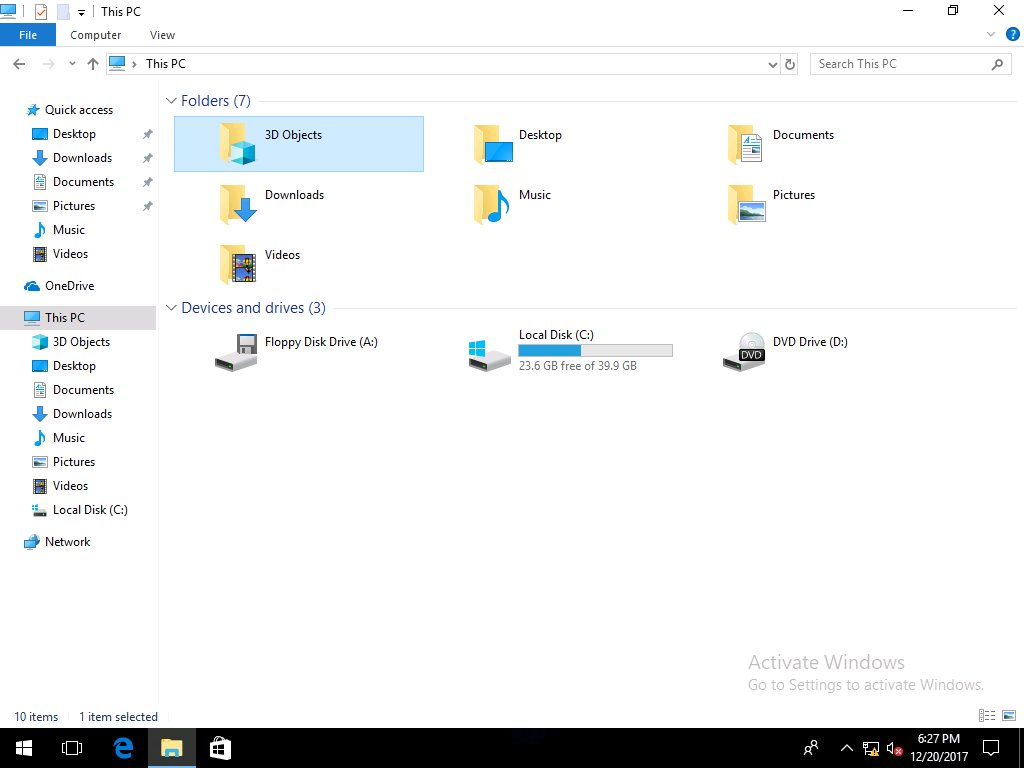 This PC
File Computer View
This PC
Search This PC
Quick access
Desktop
Downloads
Documents
Pictures
Music
Videos
OneDrive
This PC
3D Objects
Desktop
Documents
Downloads
Music
Pictures
Videos
Local Disk (C:)
Network
Folders (7)
3D Objects
Desktop
Documents
Downloads
Music
Pictures
Videos
Devices and drives (3)
Floppy Disk Drive (A:)
Local Disk (C:)
23.6 GB free of 39.9 GB
DVD
DVD Drive (D:)
Activate Windows
Go to Settings to activate Windows.
10 items 1 item selected
6:27 PM
12/20/2017